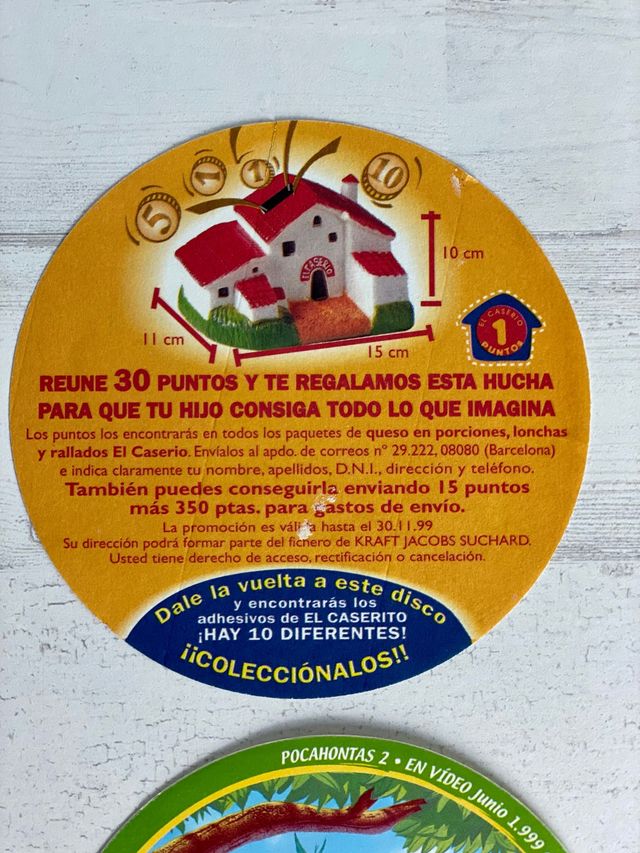 5
1
1
10
EL CASERIO
10 cm
11 cm
15 cm
EL CASERIO
1
PUNTOS
REUNE 30 PUNTOS Y TE REGALAMOS ESTA HUCHA
PARA QUE TU HIJO CONSIGA TODO LO QUE IMAGINA
Los puntos los encontrarás en todos los paquetes de queso en porciones, lonchas
y rallados El Caserio. Envíalos al apdo. de correos nº 29.222, 08080 (Barcelona)
e indica claramente tu nombre, apellidos, D.N.I., dirección y teléfono.
También puedes conseguirla enviando 15 puntos
más 350 ptas. para gastos de envío.
La promoción es válida hasta el 30.11.99
Su dirección podrá formar parte del fichero de KRAFT JACOBS SUCHARD.
Usted tiene derecho de acceso, rectificación o cancelación.
Dale la vuelta a este disco
y encontrarás los
adhesivos de EL CASERITO
¡HAY 10 DIFERENTES!
¡¡COLECCIÓNALOS!!
POCAHONTAS 2 • EN VÍDEO Junio 1.999